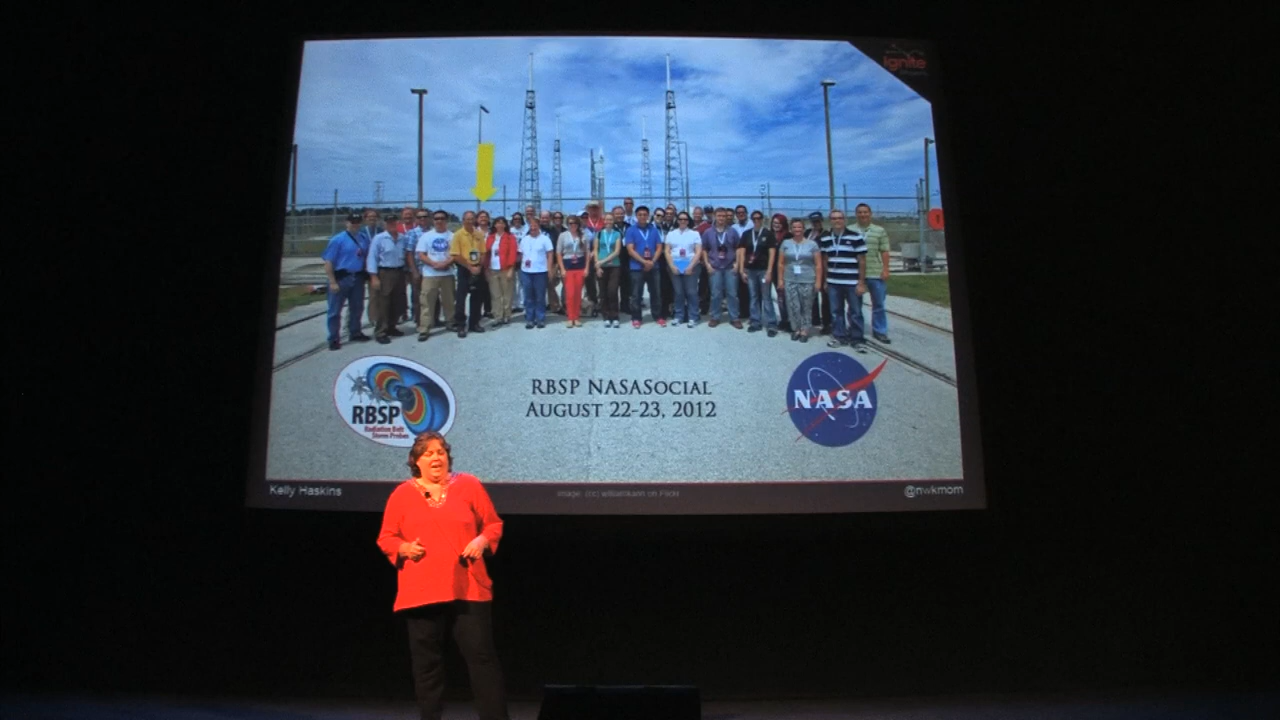 ignite
RBSP
Radiation Belt
Storm Probes
RBSP NASASocial
August 22-23, 2012
NASA
Kelly Haskins
@nwkmom